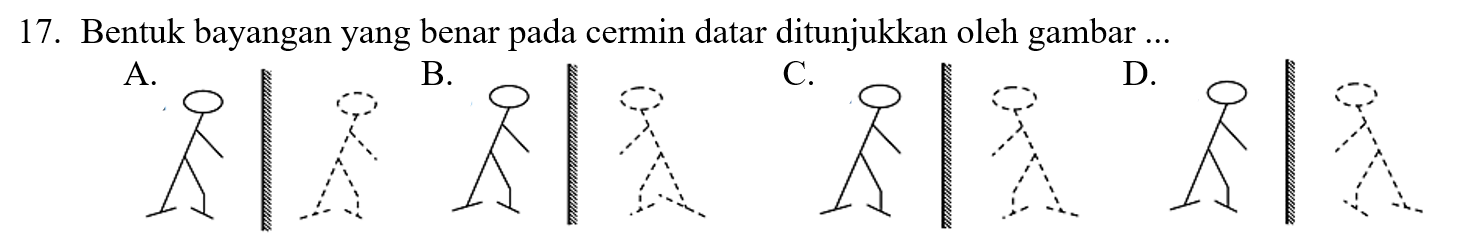 17. Bentuk bayangan yang benar pada cermin datar ditunjukkan oleh gambar ...
A. B. C. D.